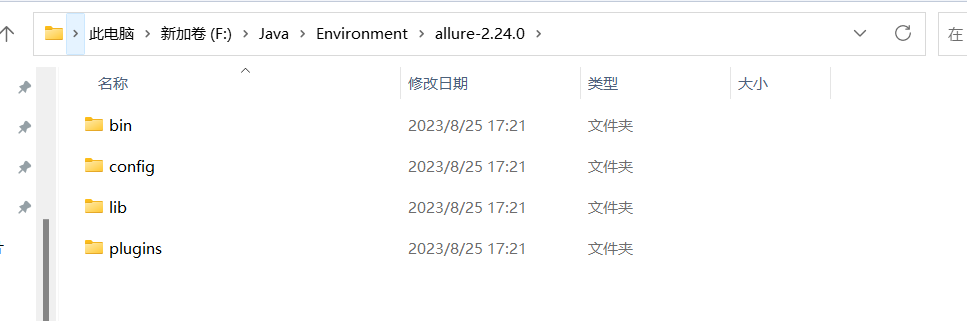 此电脑 > 新加卷 (F:) > Java > Environment > allure-2.24.0 > 在
名称 修改日期 类型 大小
bin 2023/8/25 17:21 文件夹
config 2023/8/25 17:21 文件夹
lib 2023/8/25 17:21 文件夹
plugins 2023/8/25 17:21 文件夹